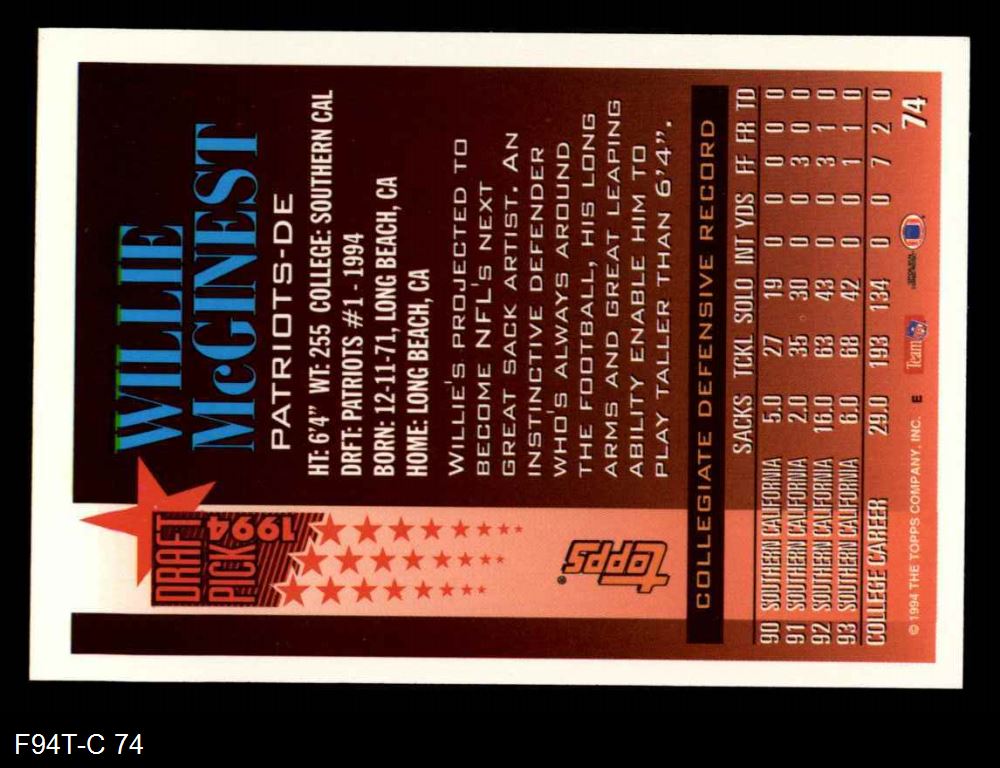 WILLIE
McGINEST
PATRIOTS-DE
HT: 6'4" WT: 255 COLLEGE: SOUTHERN CAL
DRFT: PATRIOTS #1 - 1994
BORN: 12-11-71, LONG BEACH, CA
HOME: LONG BEACH, CA
DRAFT
PICK 1994
WILLIE'S PROJECTED TO
BECOME NFL'S NEXT
GREAT SACK ARTIST. AN
INSTINCTIVE DEFENDER
WHO'S ALWAYS AROUND
THE FOOTBALL, HIS LONG
ARMS AND GREAT LEAPING
ABILITY ENABLE HIM TO
PLAY TALLER THAN 6'4".
TOPPS®
COLLEGIATE DEFENSIVE RECORD
SACKS TCKL SOLO INT YDS FF FR TD
90 SOUTHERN CALIFORNIA 5.0 27 19 0 0 0 0 0
91 SOUTHERN CALIFORNIA 2.0 35 30 0 0 3 0 0
92 SOUTHERN CALIFORNIA 16.0 63 43 0 0 3 1 0
93 SOUTHERN CALIFORNIA 6.0 68 42 0 0 1 1 0
COLLEGE CAREER 29.0 193 134 0 0 7 2 0
© 1994 THE TOPPS COMPANY, INC. E Team NFL 74
F94T-C 74